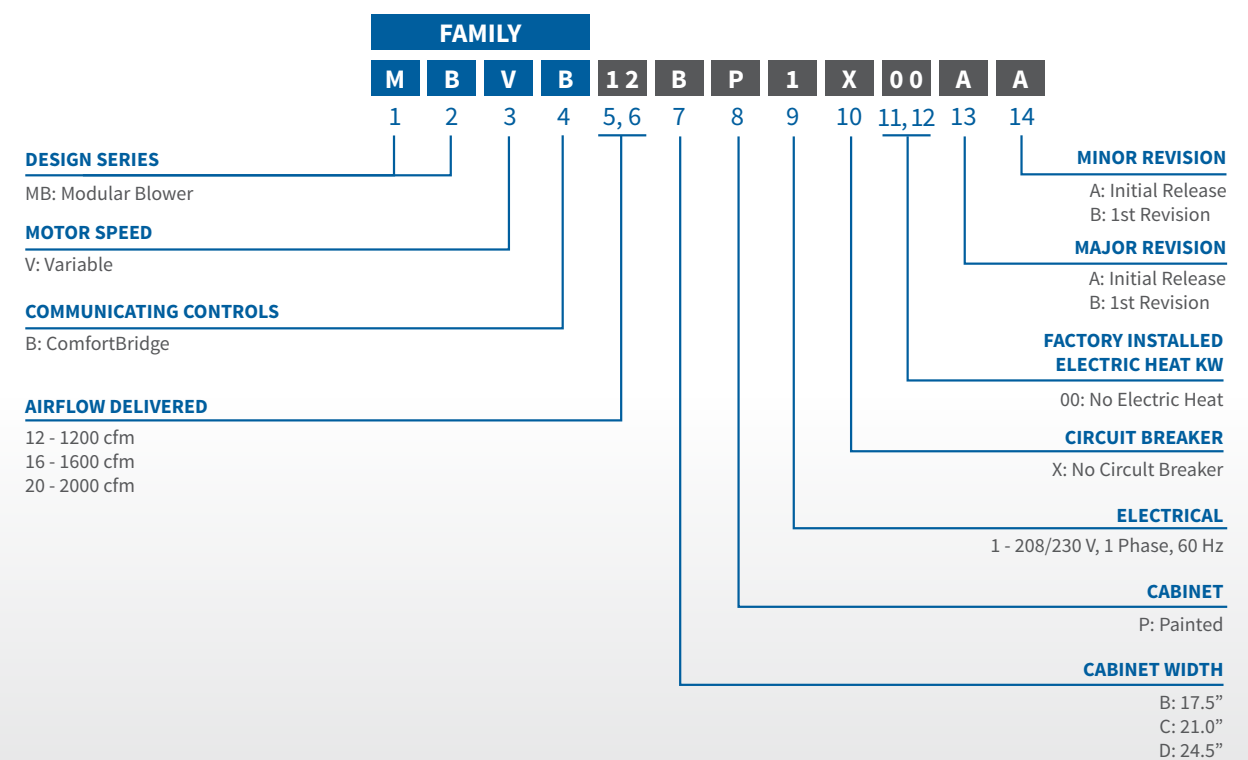 FAMILY
M B V B 12 B P 1 X 00 A A
1 2 3 4 5, 6 7 8 9 10 11, 12 13 14
DESIGN SERIES
MB: Modular Blower
MOTOR SPEED
V: Variable
COMMUNICATING CONTROLS
B: ComfortBridge
AIRFLOW DELIVERED
12 - 1200 cfm
16 - 1600 cfm
20 - 2000 cfm
MINOR REVISION
A: Initial Release
B: 1st Revision
MAJOR REVISION
A: Initial Release
B: 1st Revision
FACTORY INSTALLED
ELECTRIC HEAT KW
00: No Electric Heat
CIRCUIT BREAKER
X: No Circult Breaker
ELECTRICAL
1 - 208/230 V, 1 Phase, 60 Hz
CABINET
P: Painted
CABINET WIDTH
B: 17.5”
C: 21.0”
D: 24.5”